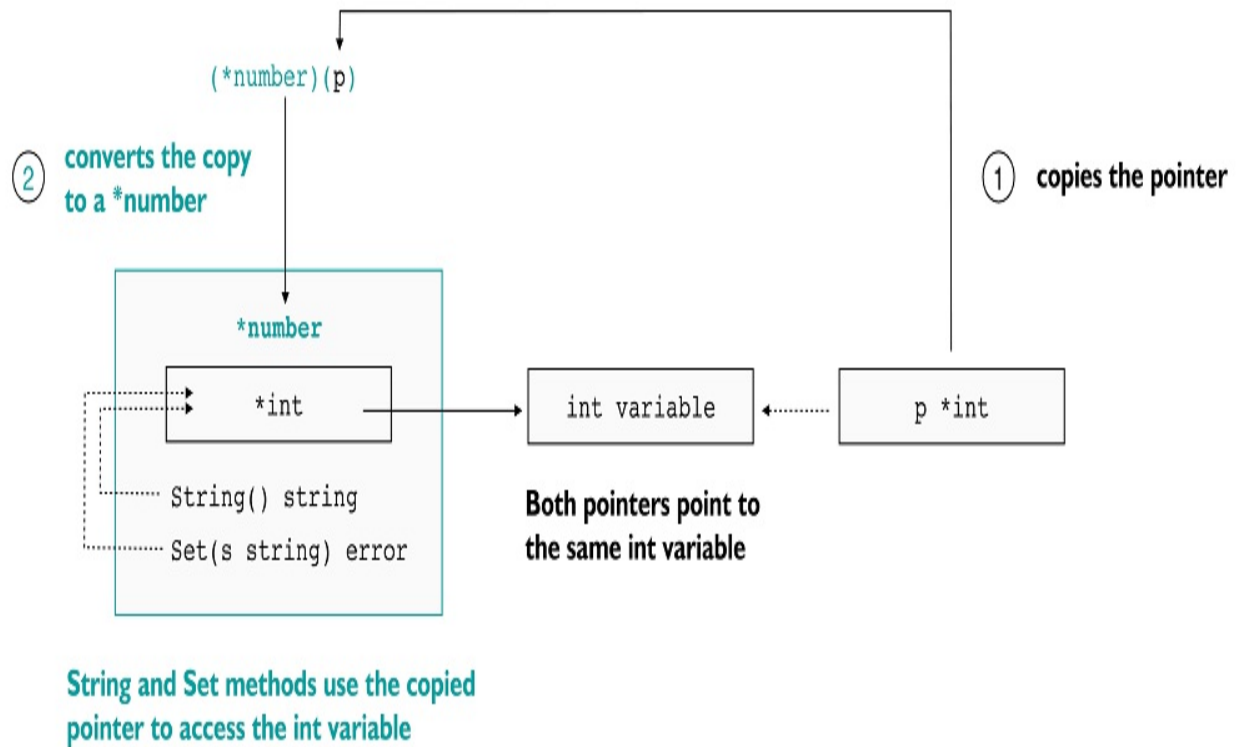 (*number)(p)
② converts the copy
to a *number
① copies the pointer
*number
*int
int variable
p *int
String() string
Set(s string) error
Both pointers point to
the same int variable
String and Set methods use the copied
pointer to access the int variable